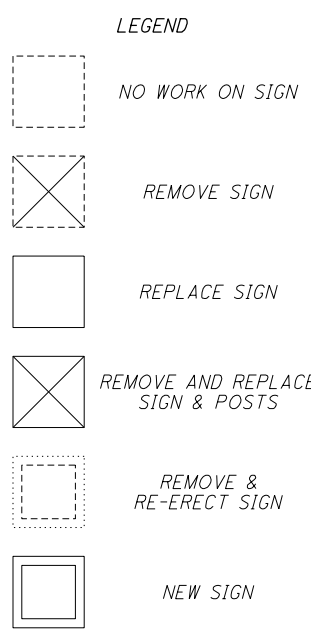 LEGEND
NO WORK ON SIGN
REMOVE SIGN
REPLACE SIGN
REMOVE AND REPLACE
SIGN & POSTS
REMOVE &
RE-ERECT SIGN
NEW SIGN